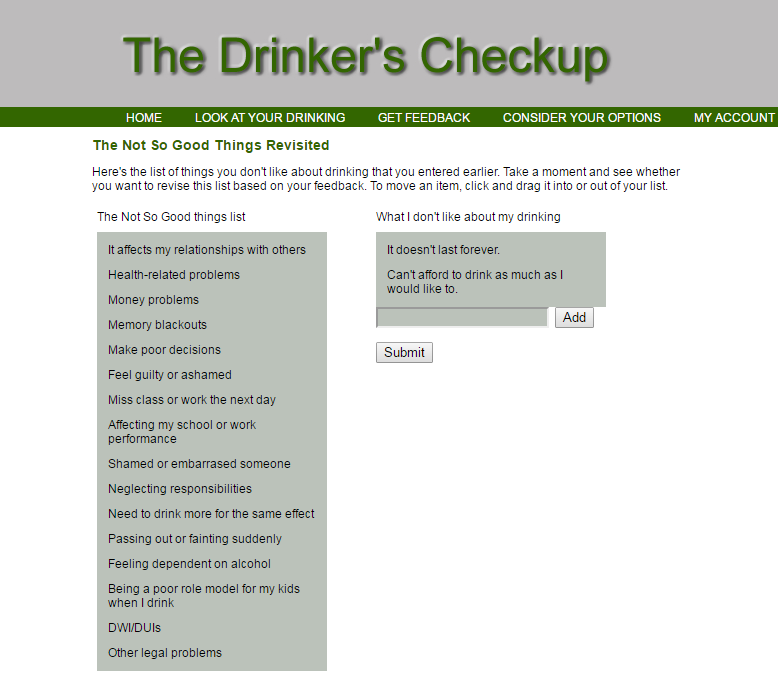 The Drinker's Checkup
HOME LOOK AT YOUR DRINKING GET FEEDBACK CONSIDER YOUR OPTIONS MY ACCOUNT
The Not So Good Things Revisited
Here's the list of things you don't like about drinking that you entered earlier. Take a moment and see whether
you want to revise this list based on your feedback. To move an item, click and drag it into or out of your list.
The Not So Good things list
It affects my relationships with others
Health-related problems
Money problems
Memory blackouts
Make poor decisions
Feel guilty or ashamed
Miss class or work the next day
Affecting my school or work
performance
Shamed or embarrased someone
Neglecting responsibilities
Need to drink more for the same effect
Passing out or fainting suddenly
Feeling dependent on alcohol
Being a poor role model for my kids
when I drink
DWI/DUIs
Other legal problems
What I don't like about my drinking
It doesn't last forever.
Can't afford to drink as much as I
would like to.
Add
Submit